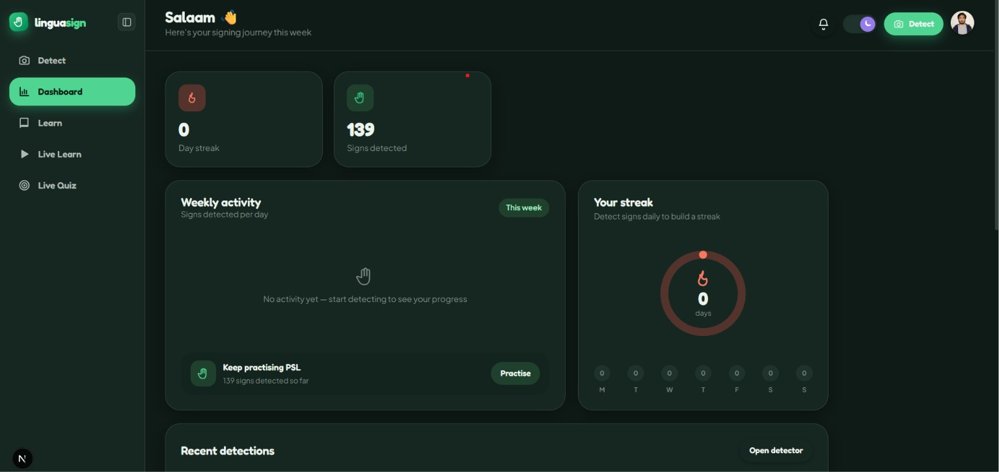 linguasign
Detect
Dashboard
Learn
Live Learn
Live Quiz
N
Salaam 👋
Here's your signing journey this week
Detect
0
Day streak
139
Signs detected
Weekly activity
Signs detected per day
This week
No activity yet — start detecting to see your progress
Keep practising PSL
139 signs detected so far
Practise
Your streak
Detect signs daily to build a streak
0
days
0 0 0 0 0 0 0
M T W T F S S
Recent detections
Open detector